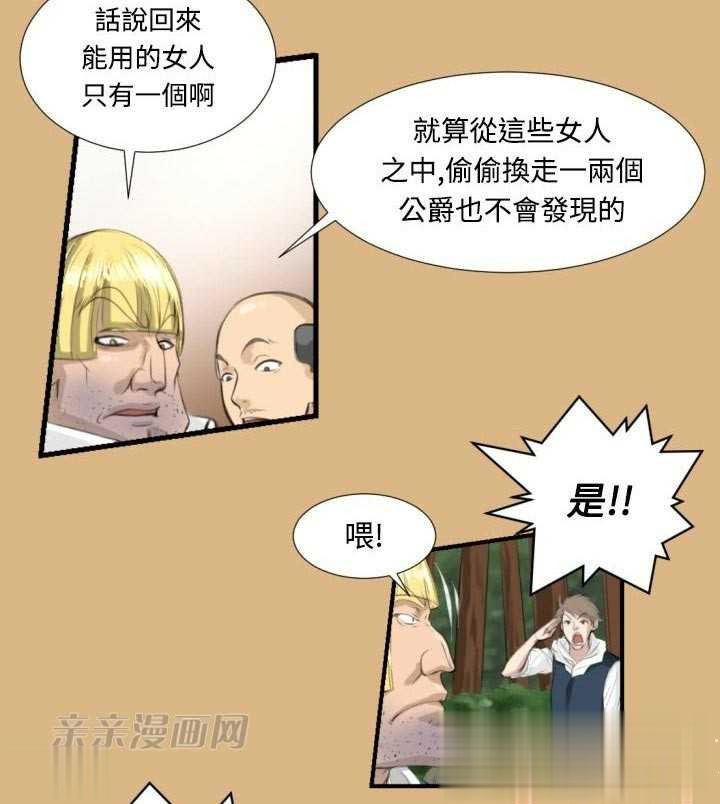 話說回來
能用的女人
只有一個啊
就算從這些女人
之中,偷偷換走一兩個
公爵也不會發現的
是!!
喂!
亲亲漫画网